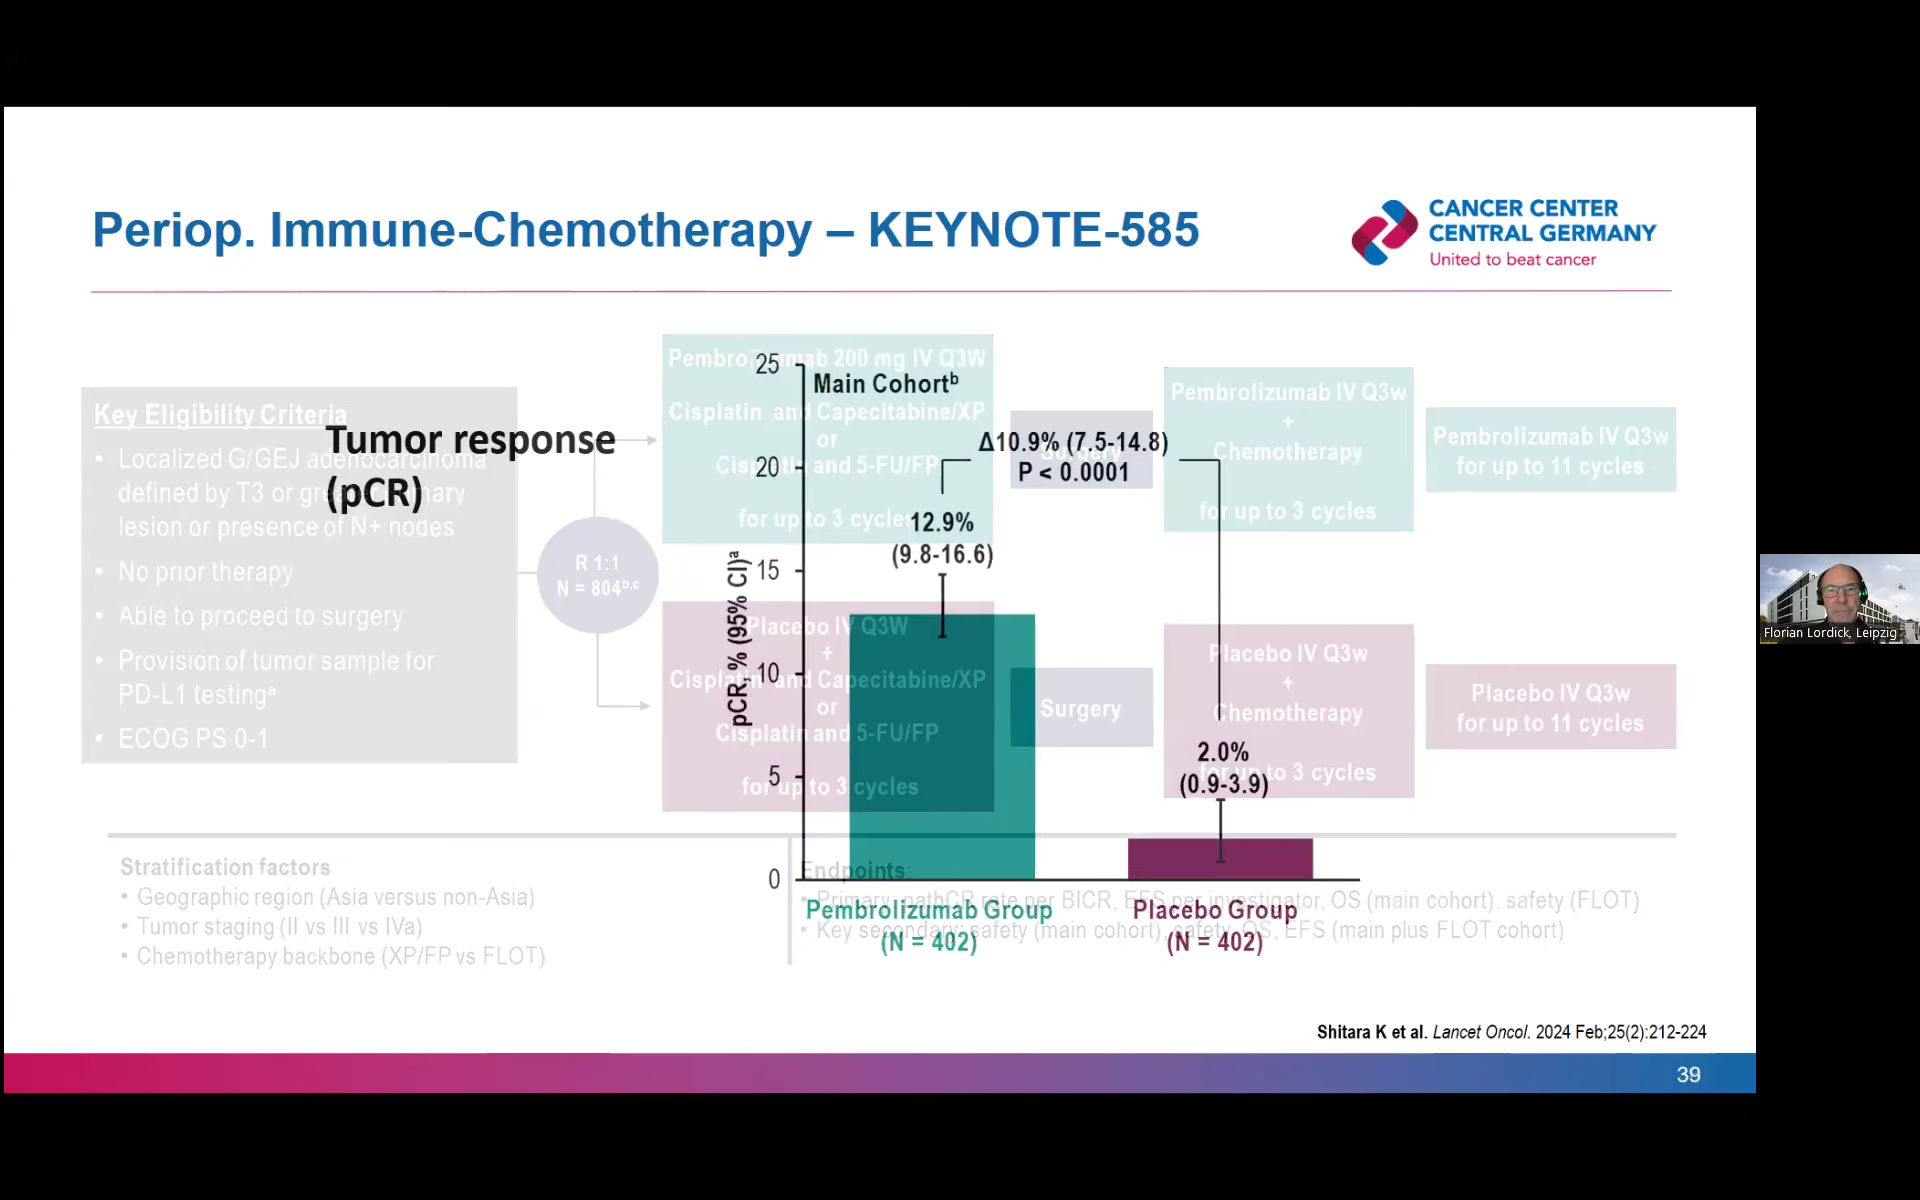 Periop. Immune-Chemotherapy – KEYNOTE-585
CANCER CENTER
CENTRAL GERMANY
United to beat cancer
Key Eligibility Criteria
• Localized G/GEJ adenocarcinoma
defined by T3 or greater primary
lesion or presence of N+ nodes
• No prior therapy
• Able to proceed to surgery
• Provision of tumor sample for
PD-L1 testingª
• ECOG PS 0-1
Tumor response
(pCR)
R 1:1
N = 804ᵇ,ᶜ
Pembrolizumab 200 mg IV Q3W
Cisplatin and Capecitabine/XP
or
Cisplatin and 5-FU/FP
for up to 3 cycles
Surgery
Pembrolizumab IV Q3w
+
Chemotherapy
for up to 3 cycles
Pembrolizumab IV Q3w
for up to 11 cycles
Placebo IV Q3W
+
Cisplatin and Capecitabine/XP
or
Cisplatin and 5-FU/FP
for up to 3 cycles
Surgery
Placebo IV Q3w
+
Chemotherapy
for up to 3 cycles
Placebo IV Q3w
for up to 11 cycles
Main Cohortᵇ
pCR, % (95% CI)ª
25
20
15
10
5
0
Δ10.9% (7.5-14.8)
P < 0.0001
12.9%
(9.8-16.6)
2.0%
(0.9-3.9)
Pembrolizumab Group
(N = 402)
Placebo Group
(N = 402)
Stratification factors
• Geographic region (Asia versus non-Asia)
• Tumor staging (II vs III vs IVa)
• Chemotherapy backbone (XP/FP vs FLOT)
Endpoints:
• Primary: pathCR rate per BICR, EFS per investigator, OS (main cohort), safety (FLOT)
• Key secondary: safety (main cohort), safety, OS, EFS (main plus FLOT cohort)
Shitara K et al. Lancet Oncol. 2024 Feb;25(2):212-224
39
Florian Lordick, Leipzig